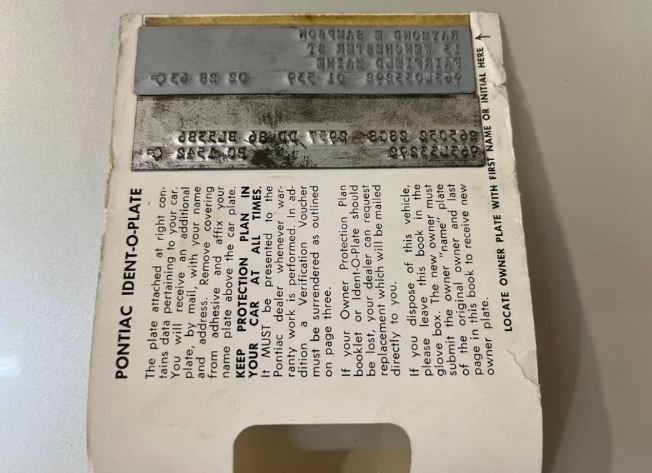 RAYMOND E SAMPSON
ST
FAIRFIELD MAINE
PONTIAC IDENT-O-PLATE
The plate attached at right con-
tains data pertaining to your car.
You will receive an additional
plate, by mail, with your name
and address. Remove covering
from adhesive and affix your
name plate above the car plate.
KEEP PROTECTION PLAN IN
YOUR CAR AT ALL TIMES.
It MUST be presented to the
Pontiac dealer whenever war-
ranty work is performed. In ad-
dition a Verification Voucher
must be surrendered as outlined
on page three.
If your Owner Protection Plan
booklet or Ident-O-Plate should
be lost, your dealer can request
replacement which will be mailed
directly to you.
If you dispose of this vehicle,
please leave this book in the
glove box. The new owner must
submit the owner "name" plate
of the original owner and last
page in this book to receive new
owner plate.
LOCATE OWNER PLATE WITH FIRST NAME OR INITIAL HERE